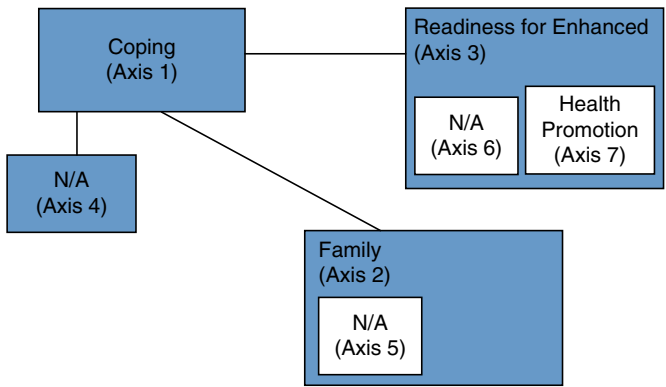 Coping
(Axis 1)
Readiness for Enhanced
(Axis 3)
N/A
(Axis 6)
Health
Promotion
(Axis 7)
N/A
(Axis 4)
Family
(Axis 2)
N/A
(Axis 5)